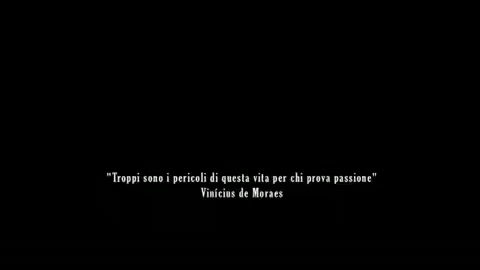 "Troppi sono i pericoli di questa vita per chi prova passione"
Vinícius de Moraes